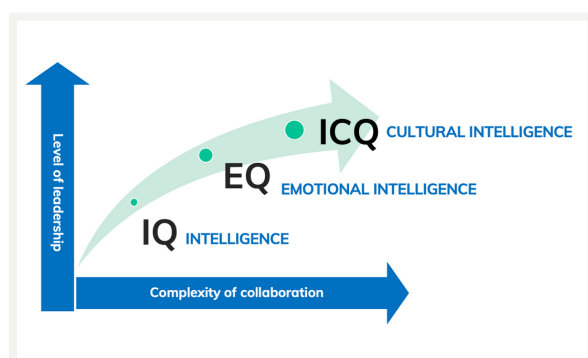 ICQ CULTURAL INTELLIGENCE
EQ EMOTIONAL INTELLIGENCE
IQ INTELLIGENCE
Level of leadership
Complexity of collaboration